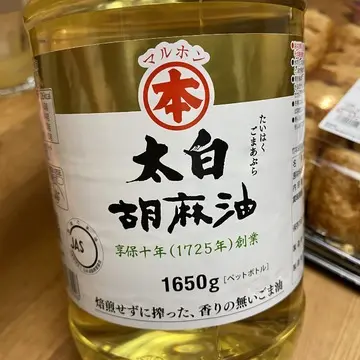 マルホン
本
太白
胡麻油
たいはく
ごまあぶら
享保十年(1725年)創業
JAS
1650g [ペットボトル]
焙煎せずに搾った、香りの無いごま油